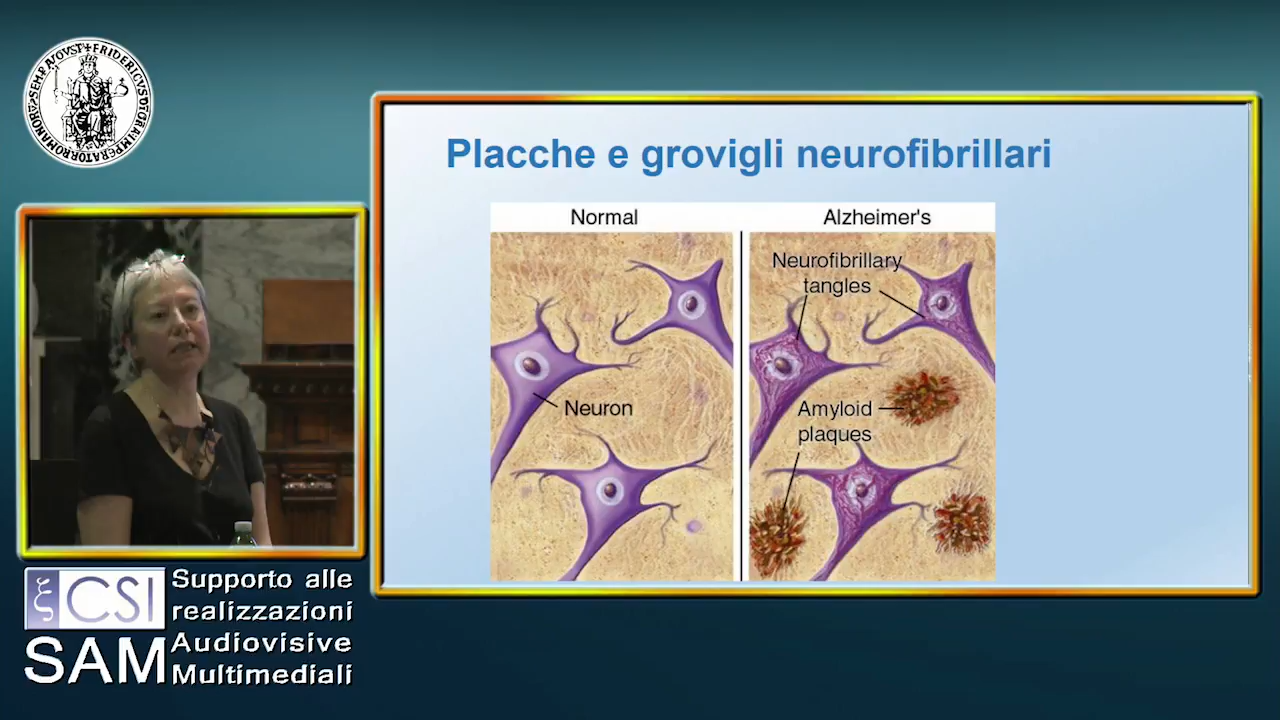 Placche e grovigli neurofibrillari
Normal
Alzheimer's
Neurofibrillary
tangles
Neuron
Amyloid
plaques
CSI
SAM
Supporto alle
realizzazioni
Audiovisive
Multimediali